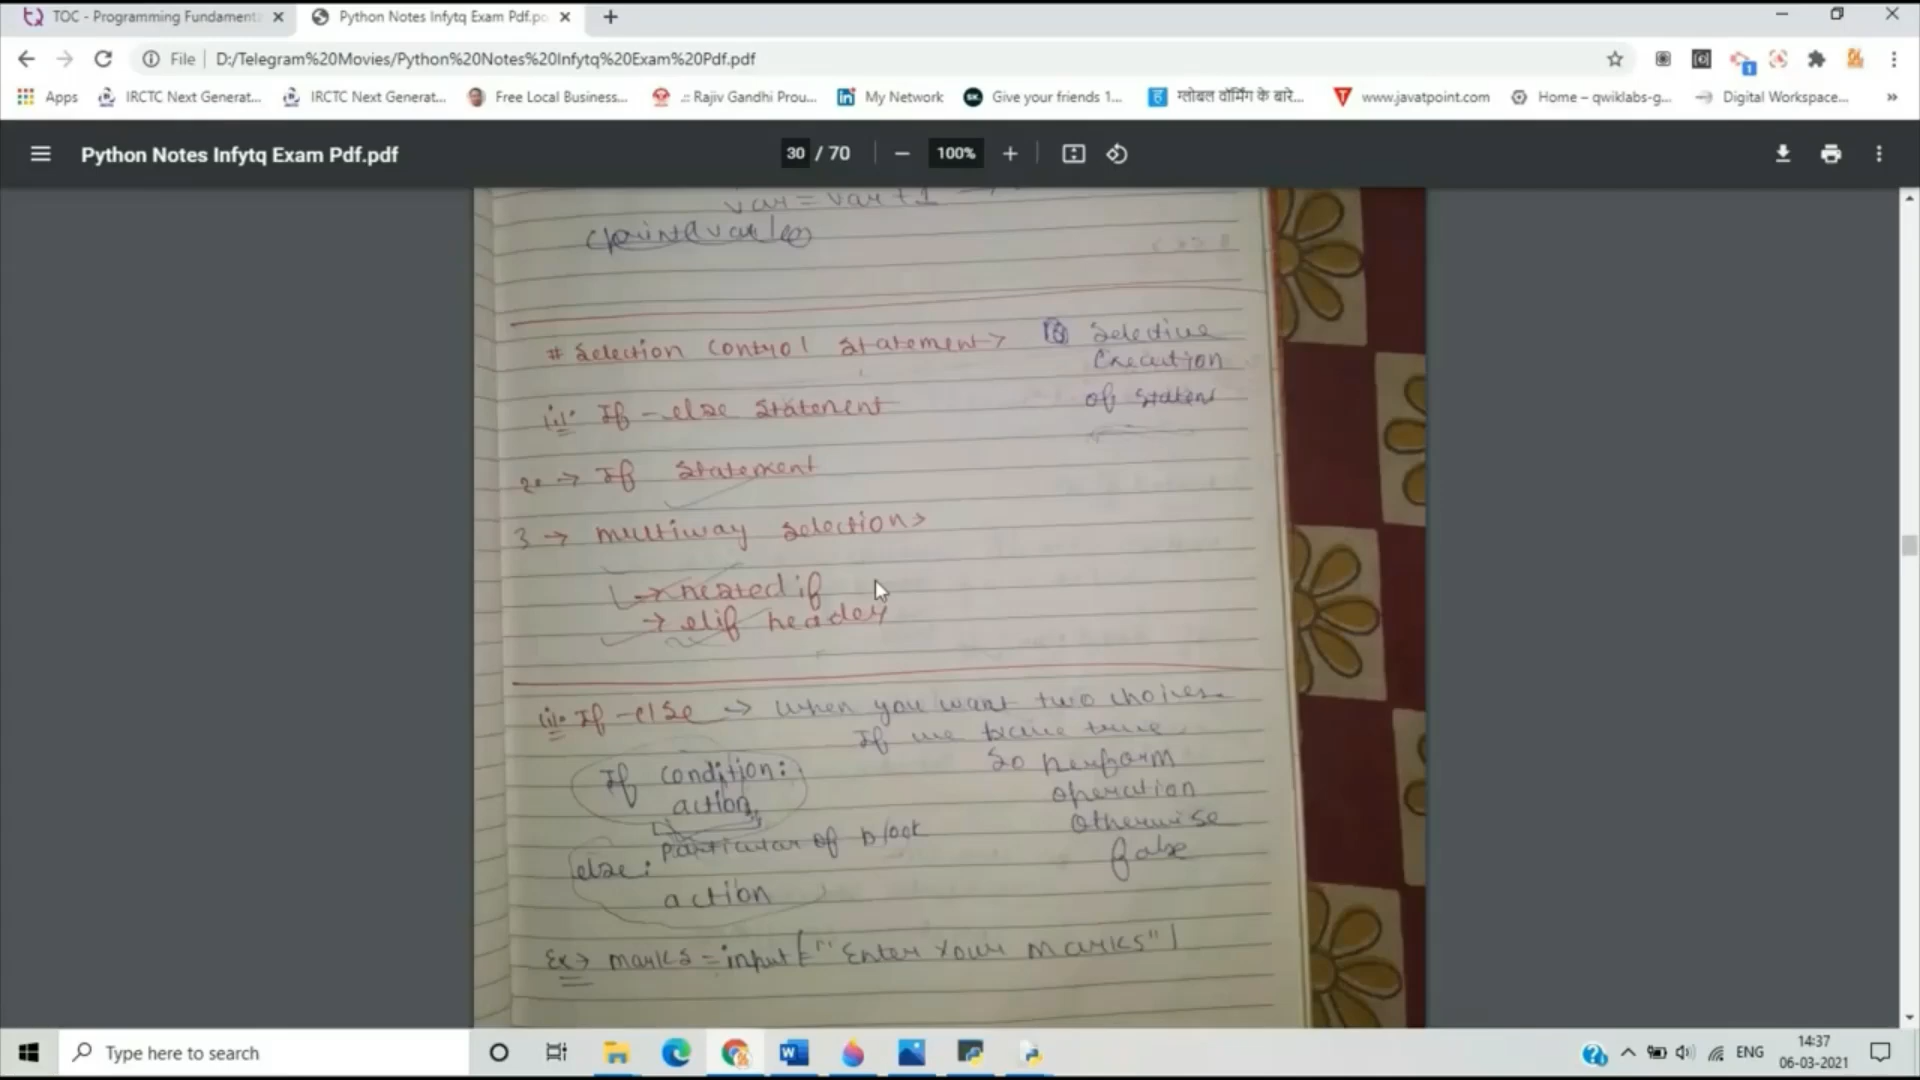 TOC - Programming Fundament
Python Notes Infytq Exam Pdf.po
File D:/Telegram%20Movies/Python%20Notes%20Infytq%20Exam%20Pdf.pdf
Apps IRCTC Next Generat... IRCTC Next Generat... Free Local Business... .:: Rajiv Gandhi Prou... My Network Give your friends 1... ग्लोबल वॉर्मिंग के बारे... www.javatpoint.com Home – qwiklabs-g... Digital Workspace... »
Python Notes Infytq Exam Pdf.pdf 30 / 70 100%
var = var + 1
# Selection Control Statement> Selective
Execution
of
(i) If - else Statement
2. → If Statement
3 → multiway selection>
→ nested if
→ elif header
(i). If - else → When you want two choices
If true
If condition: So perform
action operation
Particular of block Otherwise
else: false
action
Ex> marks = input ("Enter Your Marks")
Type here to search
1
ENG 14:37
06-03-2021